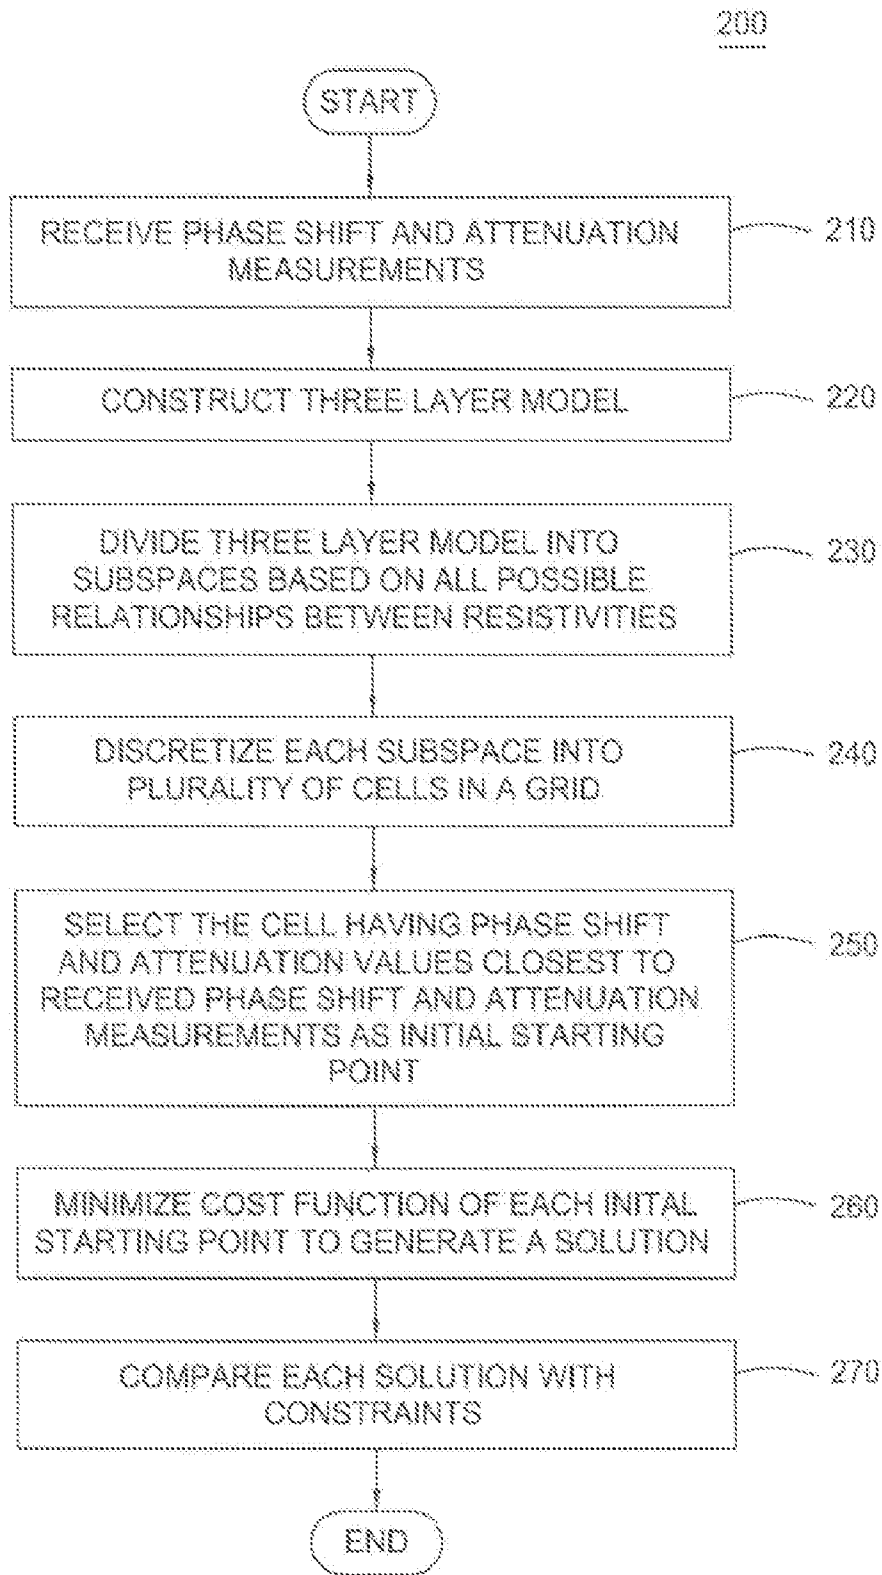 200
START
RECEIVE PHASE SHIFT AND ATTENUATION
MEASUREMENTS
210
CONSTRUCT THREE LAYER MODEL
220
DIVIDE THREE LAYER MODEL INTO
SUBSPACES BASED ON ALL POSSIBLE
RELATIONSHIPS BETWEEN RESISTIVITIES
230
DISCRETIZE EACH SUBSPACE INTO
PLURALITY OF CELLS IN A GRID
240
SELECT THE CELL HAVING PHASE SHIFT
AND ATTENUATION VALUES CLOSEST TO
RECEIVED PHASE SHIFT AND ATTENUATION
MEASUREMENTS AS INITIAL STARTING
POINT
250
MINIMIZE COST FUNCTION OF EACH INITAL
STARTING POINT TO GENERATE A SOLUTION
260
COMPARE EACH SOLUTION WITH
CONSTRAINTS
270
END